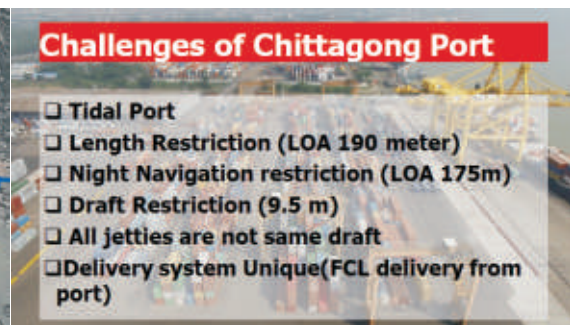 Challenges of Chittagong Port
❑ Tidal Port
❑ Length Restriction (LOA 190 meter)
❑ Night Navigation restriction (LOA 175m)
❑ Draft Restriction (9.5 m)
❑ All jetties are not same draft
❑Delivery system Unique(FCL delivery from
port)